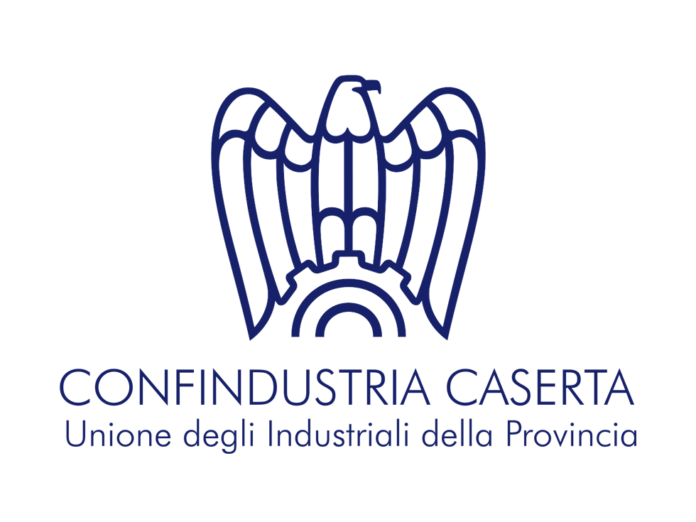 CONFINDUSTRIA CASERTA
Unione degli Industriali della Provincia